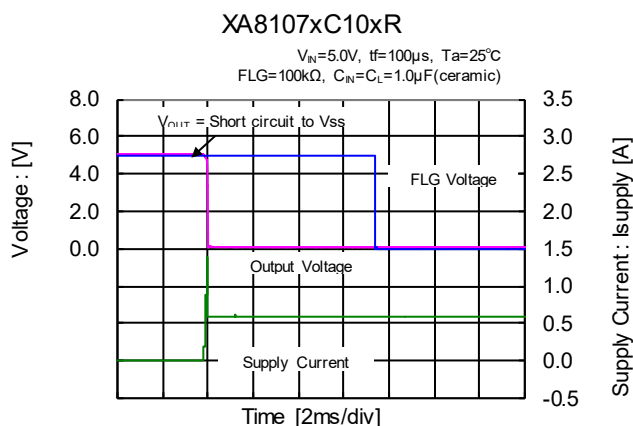 XA8107xC10xR
VIN=5.0V, tf=100μs, Ta=25°C
FLG=100kΩ, CIN=CL=1.0μF(ceramic)
8.0
6.0
4.0
2.0
0.0
Voltage : [V]
VOUT = Short circuit to Vss
FLG Voltage
Output Voltage
Supply Current
3.5
3.0
2.5
2.0
1.5
1.0
0.5
0.0
-0.5
Supply Current : Isupply [A]
Time [2ms/div]